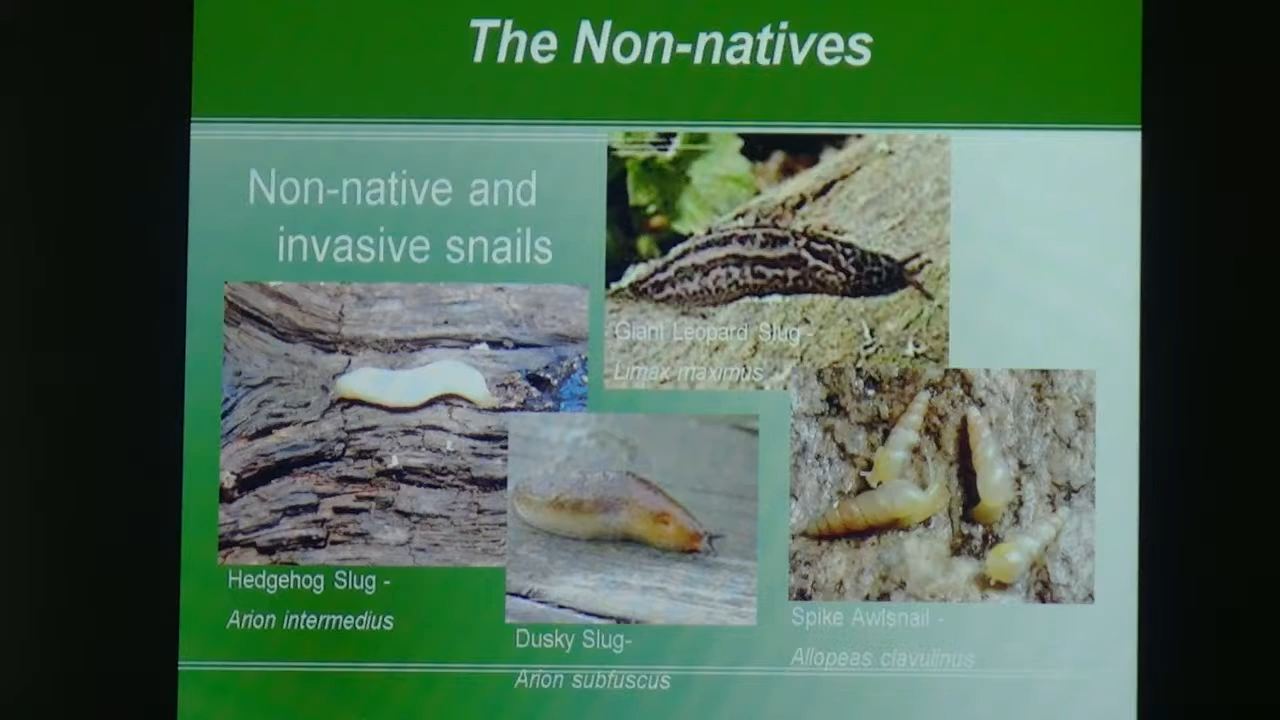 The Non-natives
Non-native and
invasive snails
Giant Leopard Slug -
Limax maximus
Hedgehog Slug -
Arion intermedius
Dusky Slug-
Arion subfuscus
Spike Awlsnail -
Allopeas clavulinus